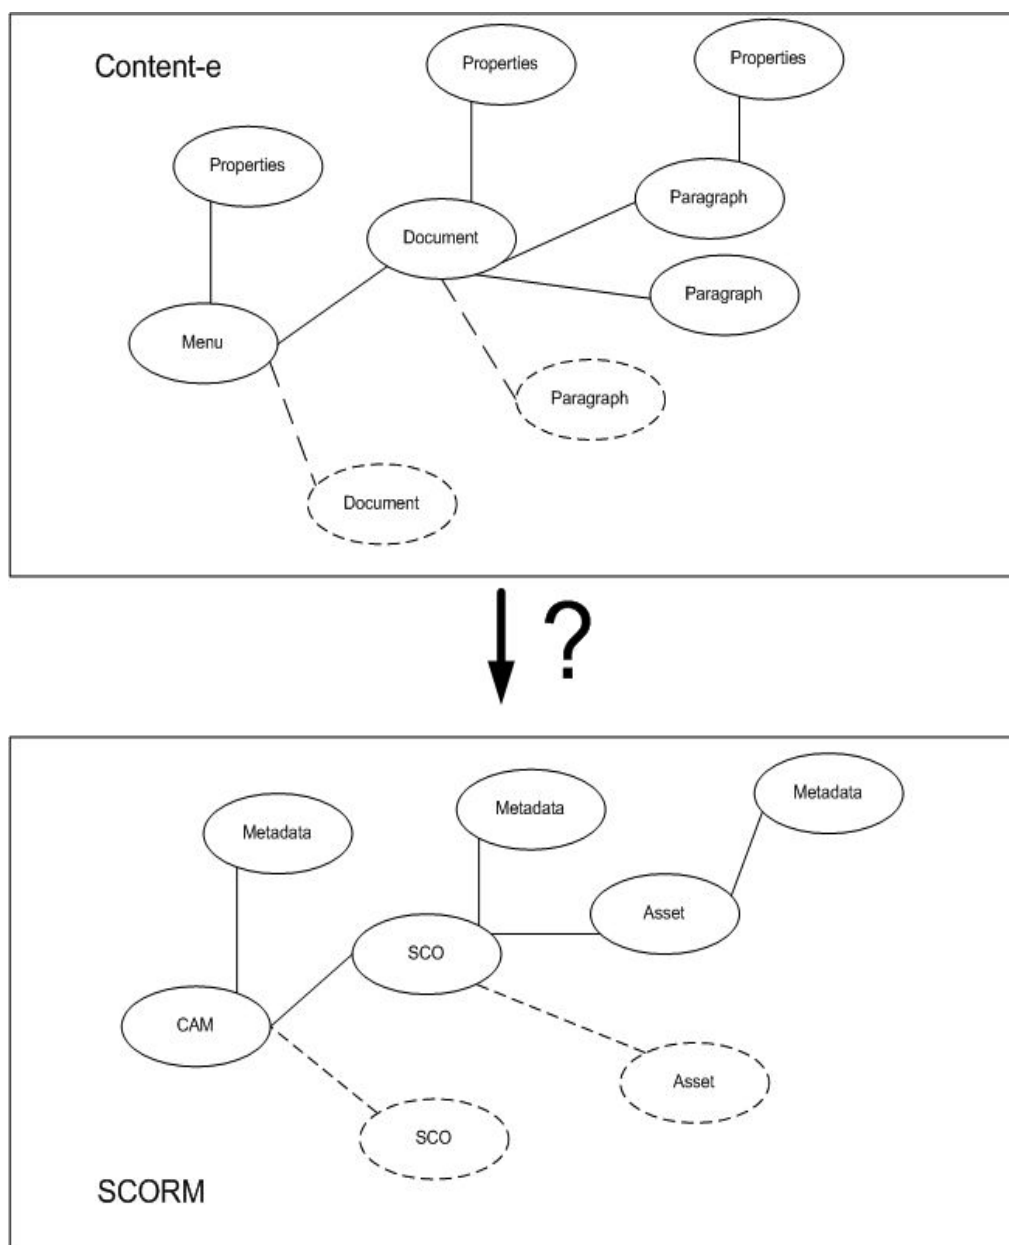 Content-e
Properties
Properties
Properties
Paragraph
Document
Paragraph
Menu
Paragraph
Document
?
Metadata
Metadata
Metadata
Asset
SCO
CAM
Asset
SCO
SCORM